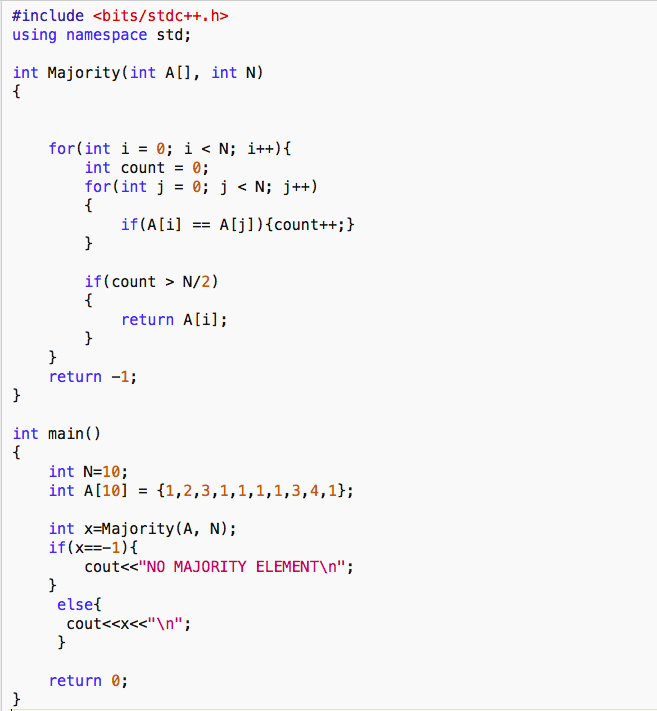 #include <bits/stdc++.h>
using namespace std;
int Majority(int A[], int N)
{
for(int i = 0; i < N; i++){
int count = 0;
for(int j = 0; j < N; j++)
{
if(A[i] == A[j]){count++;}
}
if(count > N/2)
{
return A[i];
}
}
return -1;
}
int main()
{
int N=10;
int A[10] = {1,2,3,1,1,1,1,3,4,1};
int x=Majority(A, N);
if(x==-1){
cout<<"NO MAJORITY ELEMENT\n";
}
else{
cout<<x<<"\n";
}
return 0;
}